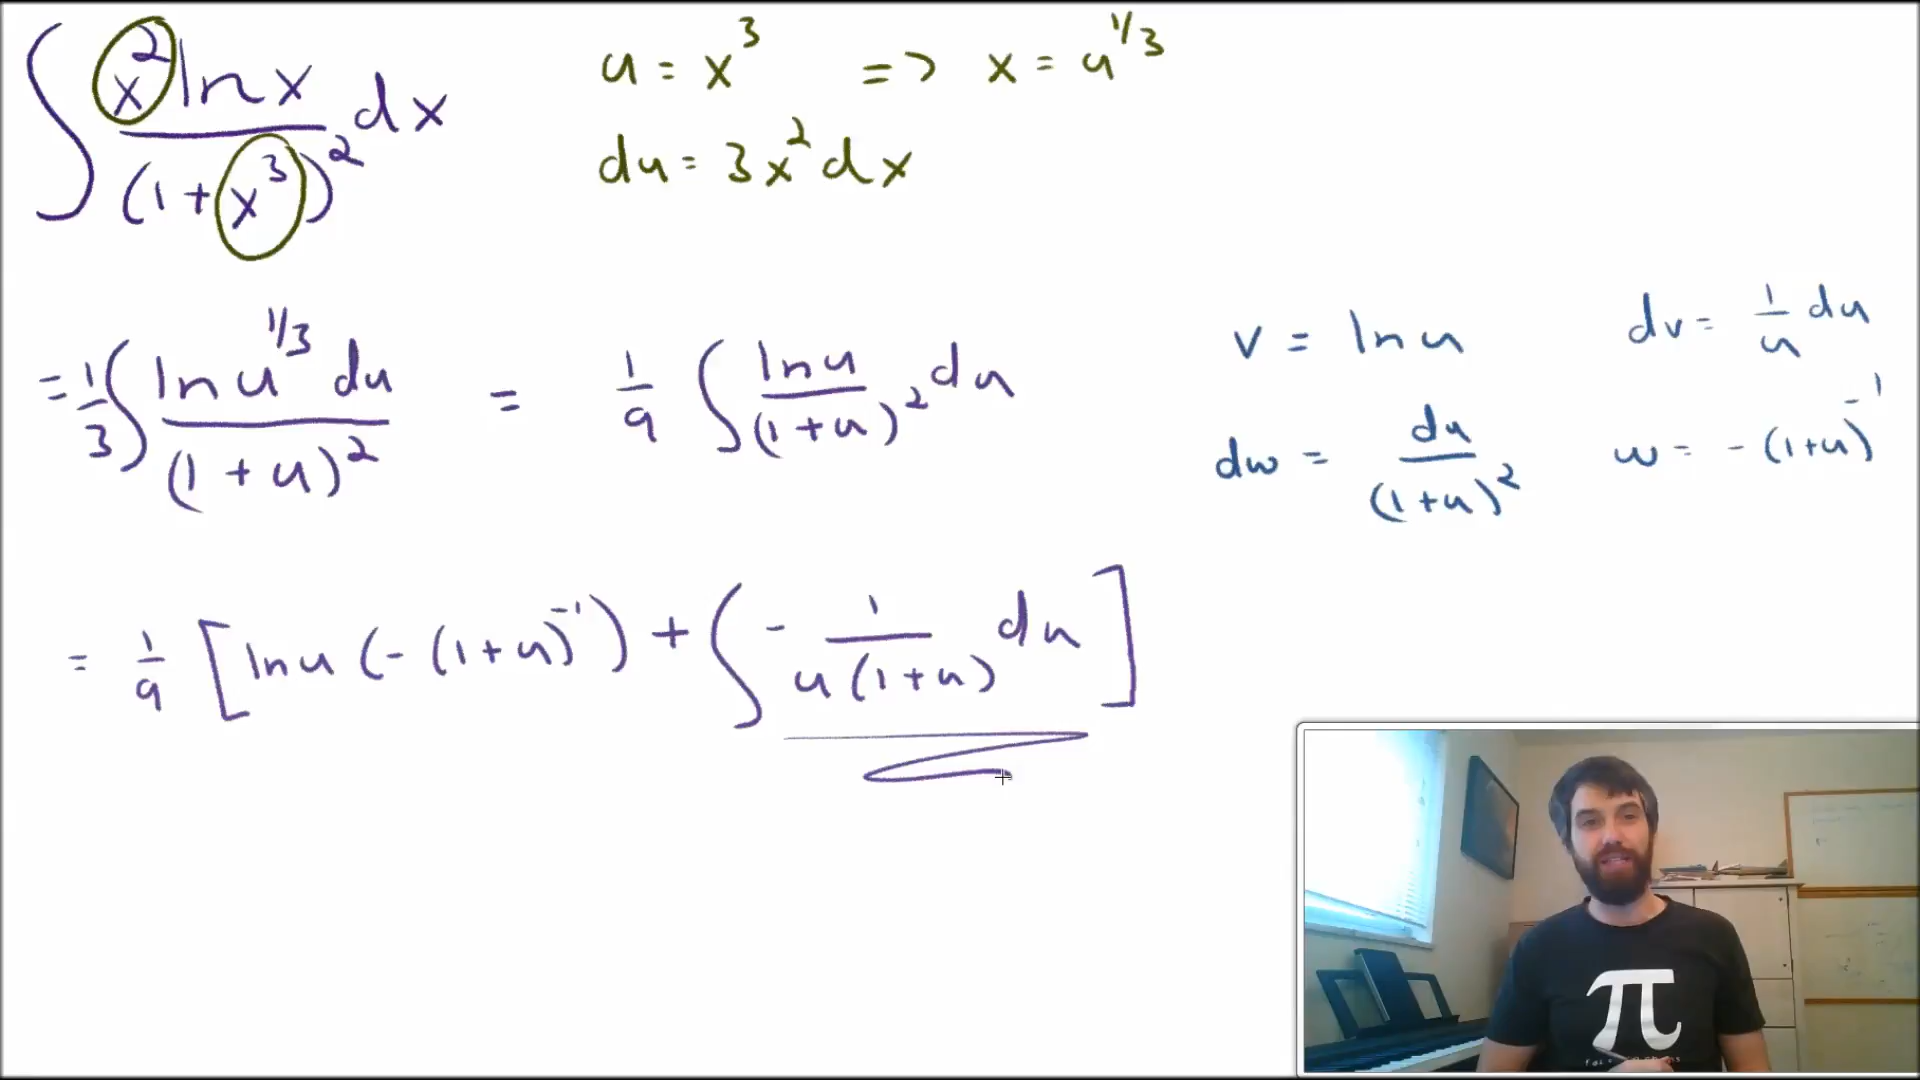 ∫ x² ln x / (1 + x³)² dx
u = x³ => x = u^{1/3}
du = 3x² dx
= 1/3 ∫ ln u^{1/3} du / (1 + u)² = 1/9 ∫ ln u / (1 + u)² du
v = ln u dv = 1/u du
dw = du / (1 + u)² w = - (1 + u)^{-1}
= 1/9 [ ln u (- (1 + u)^{-1}) + ∫ - 1 / u(1 + u) du ]
π